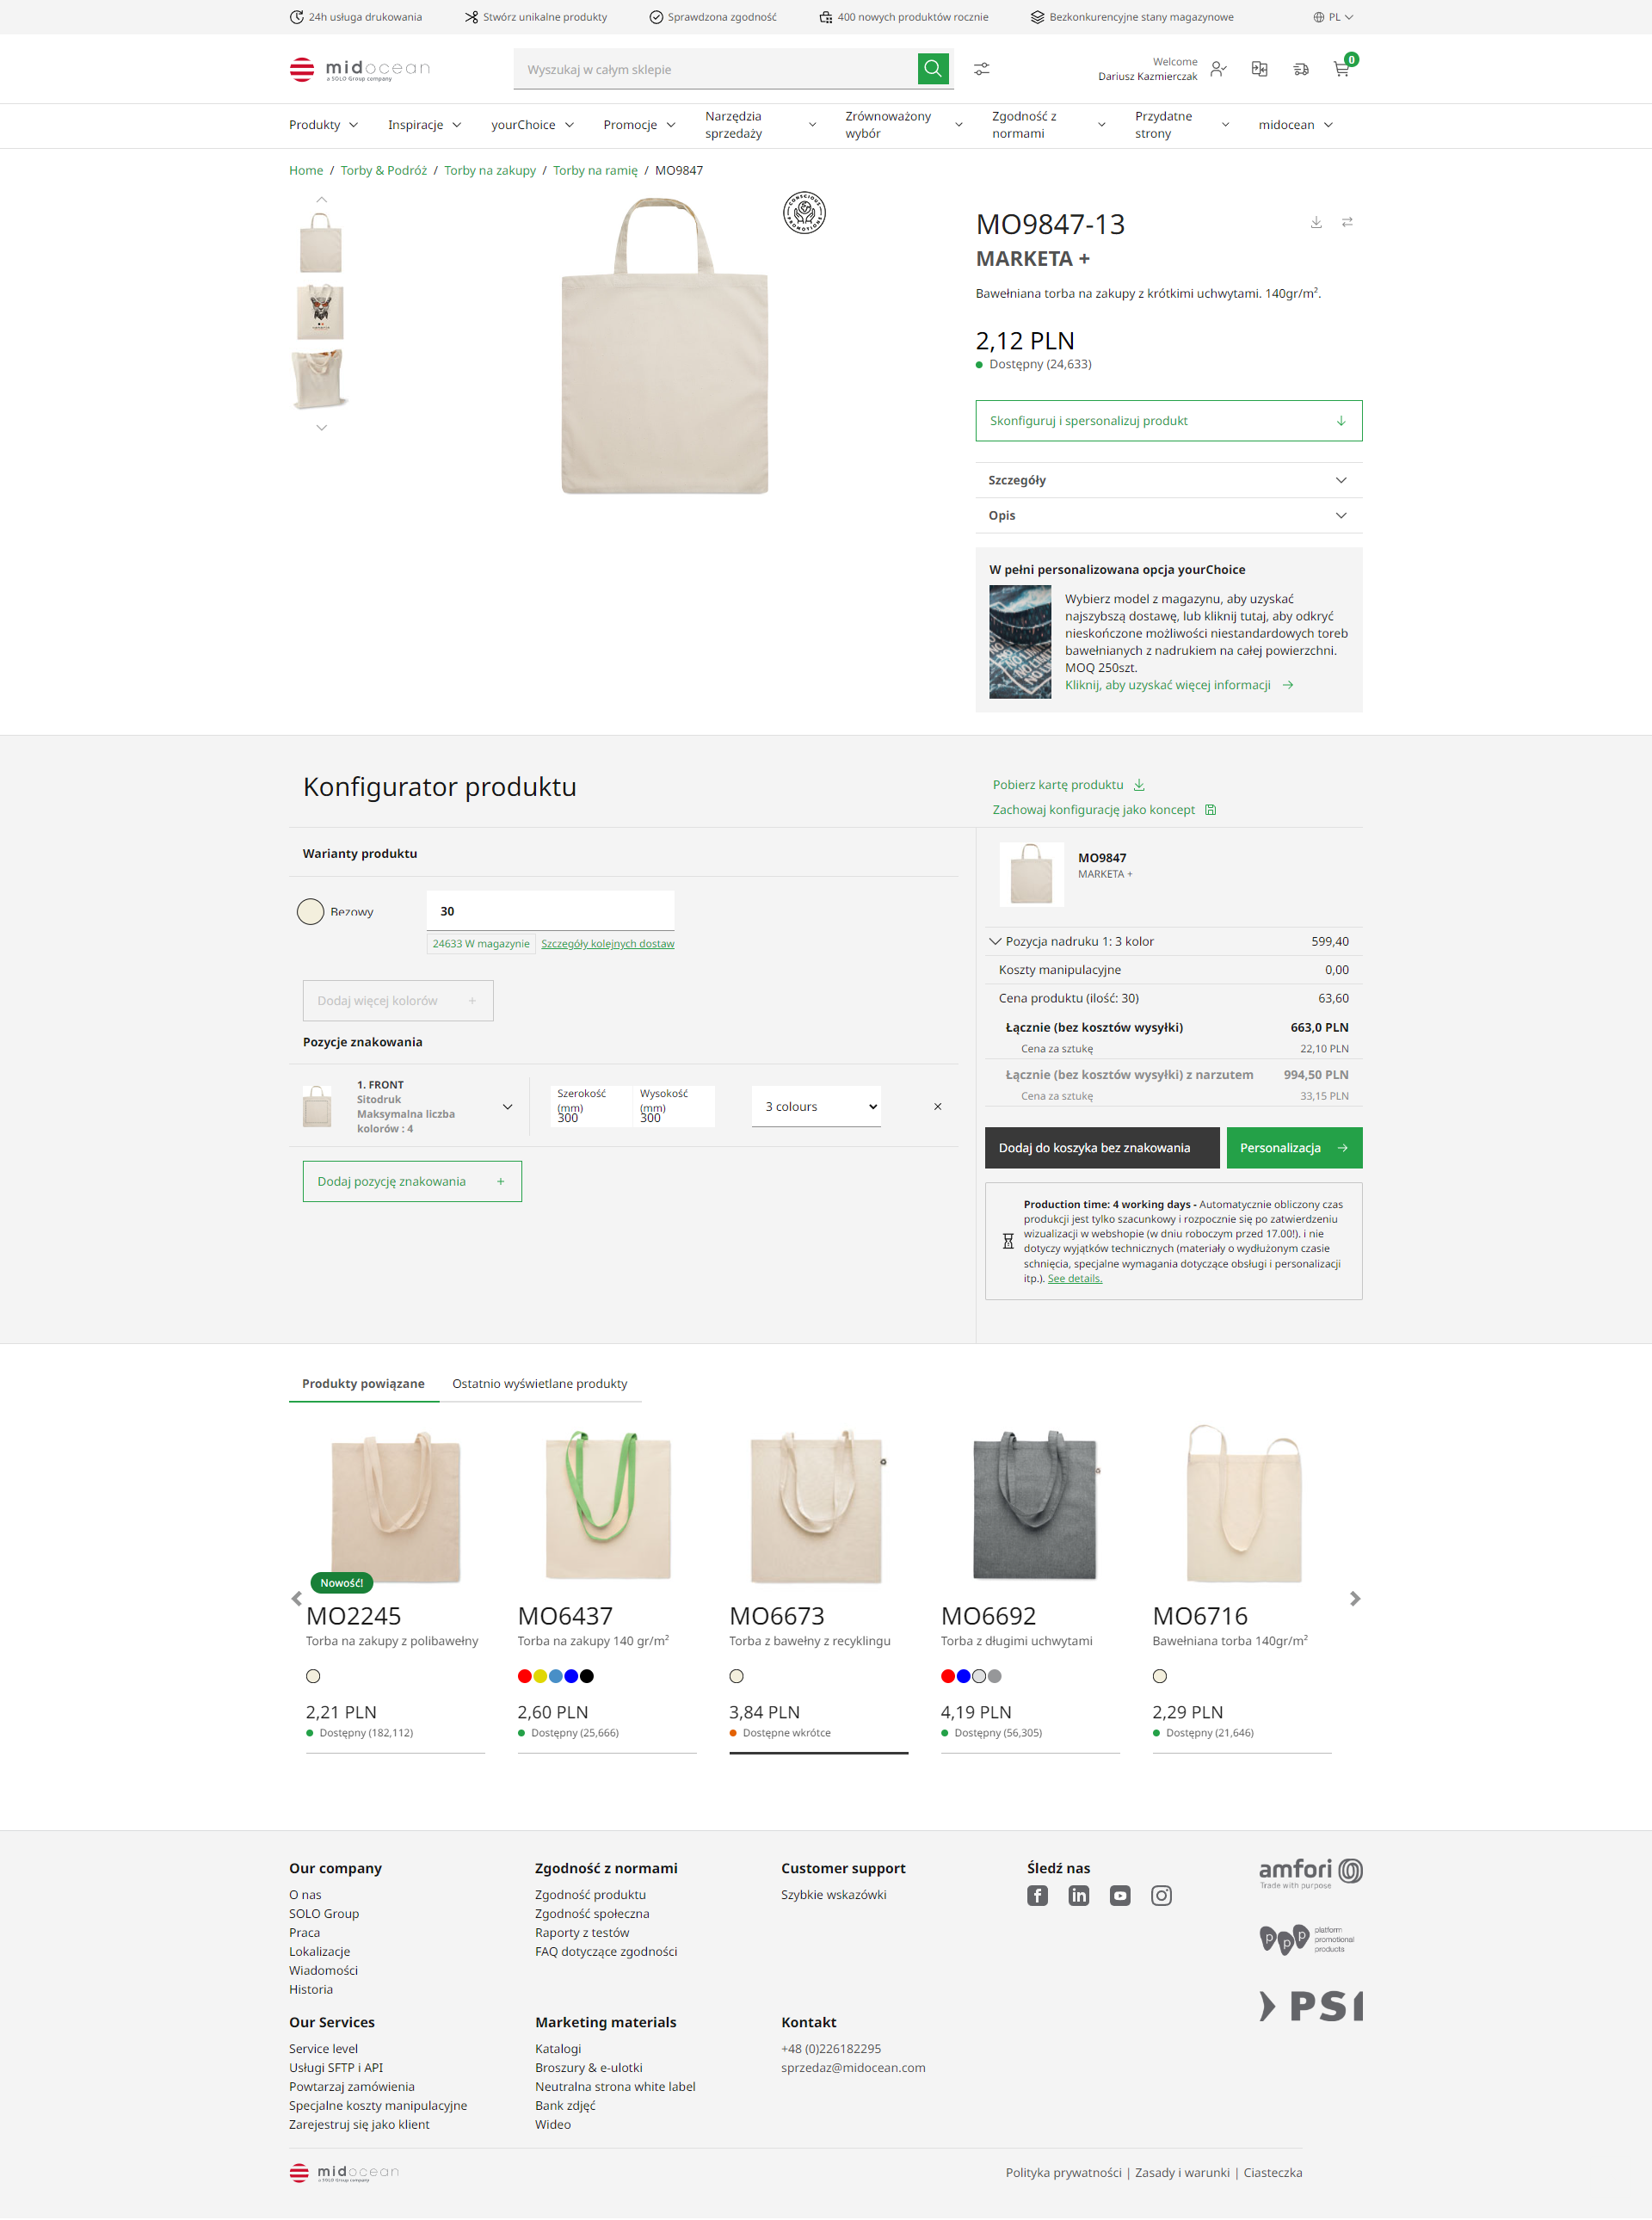 24h usługa drukowania
Stwórz unikalne produkty
Sprawdzona zgodność
400 nowych produktów rocznie
Bezkonkurencyjne stany magazynowe
PL
midocean
a SOLO Group company
Wyszukaj w całym sklepie
Welcome
Dariusz Kazmierczak
0
Produkty
Inspiracje
yourChoice
Promocje
Narzędzia
sprzedaży
Zrównoważony
wybór
Zgodność z
normami
Przydatne
strony
midocean
Home / Torby & Podróż / Torby na zakupy / Torby na ramię / MO9847
CONSCIOUS
PROMOTIONS
MO9847-13
MARKETA +
Bawełniana torba na zakupy z krótkimi uchwytami. 140gr/m².
2,12 PLN
Dostępny (24,633)
Skonfiguruj i spersonalizuj produkt
Szczegóły
Opis
W pełni personalizowana opcja yourChoice
Wybierz model z magazynu, aby uzyskać
najszybszą dostawę, lub kliknij tutaj, aby odkryć
nieskończone możliwości niestandardowych toreb
bawełnianych z nadrukiem na całej powierzchni.
MOQ 250szt.
Kliknij, aby uzyskać więcej informacji
Konfigurator produktu
Pobierz kartę produktu
Zachowaj konfigurację jako koncept
Warianty produktu
Bezowy
30
24633 W magazynie
Szczegóły kolejnych dostaw
Dodaj więcej kolorów +
Pozycje znakowania
1. FRONT
Sitodruk
Maksymalna liczba
kolorów : 4
Szerokość
(mm)
300
Wysokość
(mm)
300
3 colours
Dodaj pozycję znakowania +
MO9847
MARKETA +
Pozycja nadruku 1: 3 kolor 599,40
Koszty manipulacyjne 0,00
Cena produktu (ilość: 30) 63,60
Łącznie (bez kosztów wysyłki) 663,0 PLN
Cena za sztukę 22,10 PLN
Łącznie (bez kosztów wysyłki) z narzutem 994,50 PLN
Cena za sztukę 33,15 PLN
Dodaj do koszyka bez znakowania
Personalizacja
Production time: 4 working days - Automatycznie obliczony czas
produkcji jest tylko szacunkowy i rozpocznie się po zatwierdzeniu
wizualizacji w webshopie (w dniu roboczym przed 17.00!). i nie
dotyczy wyjątków technicznych (materiały o wydłużonym czasie
schnięcia, specjalne wymagania dotyczące obsługi i personalizacji
itp.). See details.
Produkty powiązane
Ostatnio wyświetlane produkty
Nowość!
MO2245
Torba na zakupy z polibawełny
2,21 PLN
Dostępny (182,112)
MO6437
Torba na zakupy 140 gr/m²
2,60 PLN
Dostępny (25,666)
MO6673
Torba z bawełny z recyklingu
3,84 PLN
Dostępne wkrótce
MO6692
Torba z długimi uchwytami
4,19 PLN
Dostępny (56,305)
MO6716
Bawełniana torba 140gr/m²
2,29 PLN
Dostępny (21,646)
Our company
O nas
SOLO Group
Praca
Lokalizacje
Wiadomości
Historia
Zgodność z normami
Zgodność produktu
Zgodność społeczna
Raporty z testów
FAQ dotyczące zgodności
Customer support
Szybkie wskazówki
Śledź nas
amfori
Trade with purpose
ppp
platform
promotional
products
PSI
Our Services
Service level
Usługi SFTP i API
Powtarzaj zamówienia
Specjalne koszty manipulacyjne
Zarejestruj się jako klient
Marketing materials
Katalogi
Broszury & e-ulotki
Neutralna strona white label
Bank zdjęć
Wideo
Kontakt
+48 (0)226182295
sprzedaz@midocean.com
midocean
a SOLO Group company
Polityka prywatności | Zasady i warunki | Ciasteczka